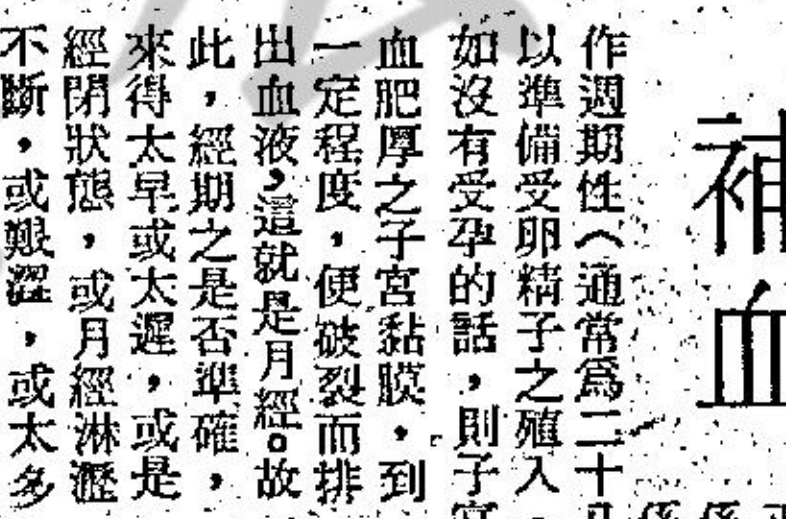 補血
作週期性（通常爲二十八
以準備受卵精子之殖入，
如沒有受孕的話，則子宮
血肥厚之子宮黏膜，到
一定程度，便破裂而排
出血液，這就是月經。故
此，經期之是否準確，
來得太早或太遲，或是
經閉狀態，或月經淋瀝
不斷，或艱澀，或太多